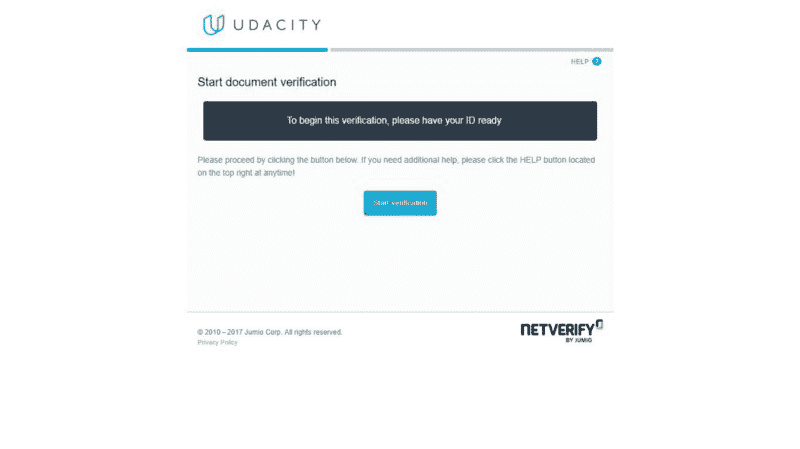 UDACITY
HELP ?
Start document verification
To begin this verification, please have your ID ready
Please proceed by clicking the button below. If you need additional help, please click the HELP button located
on the top right at anytime!
Start verification
© 2010 – 2017 Jumio Corp. All rights reserved.
Privacy Policy
NETVERIFY
BY JUMIO